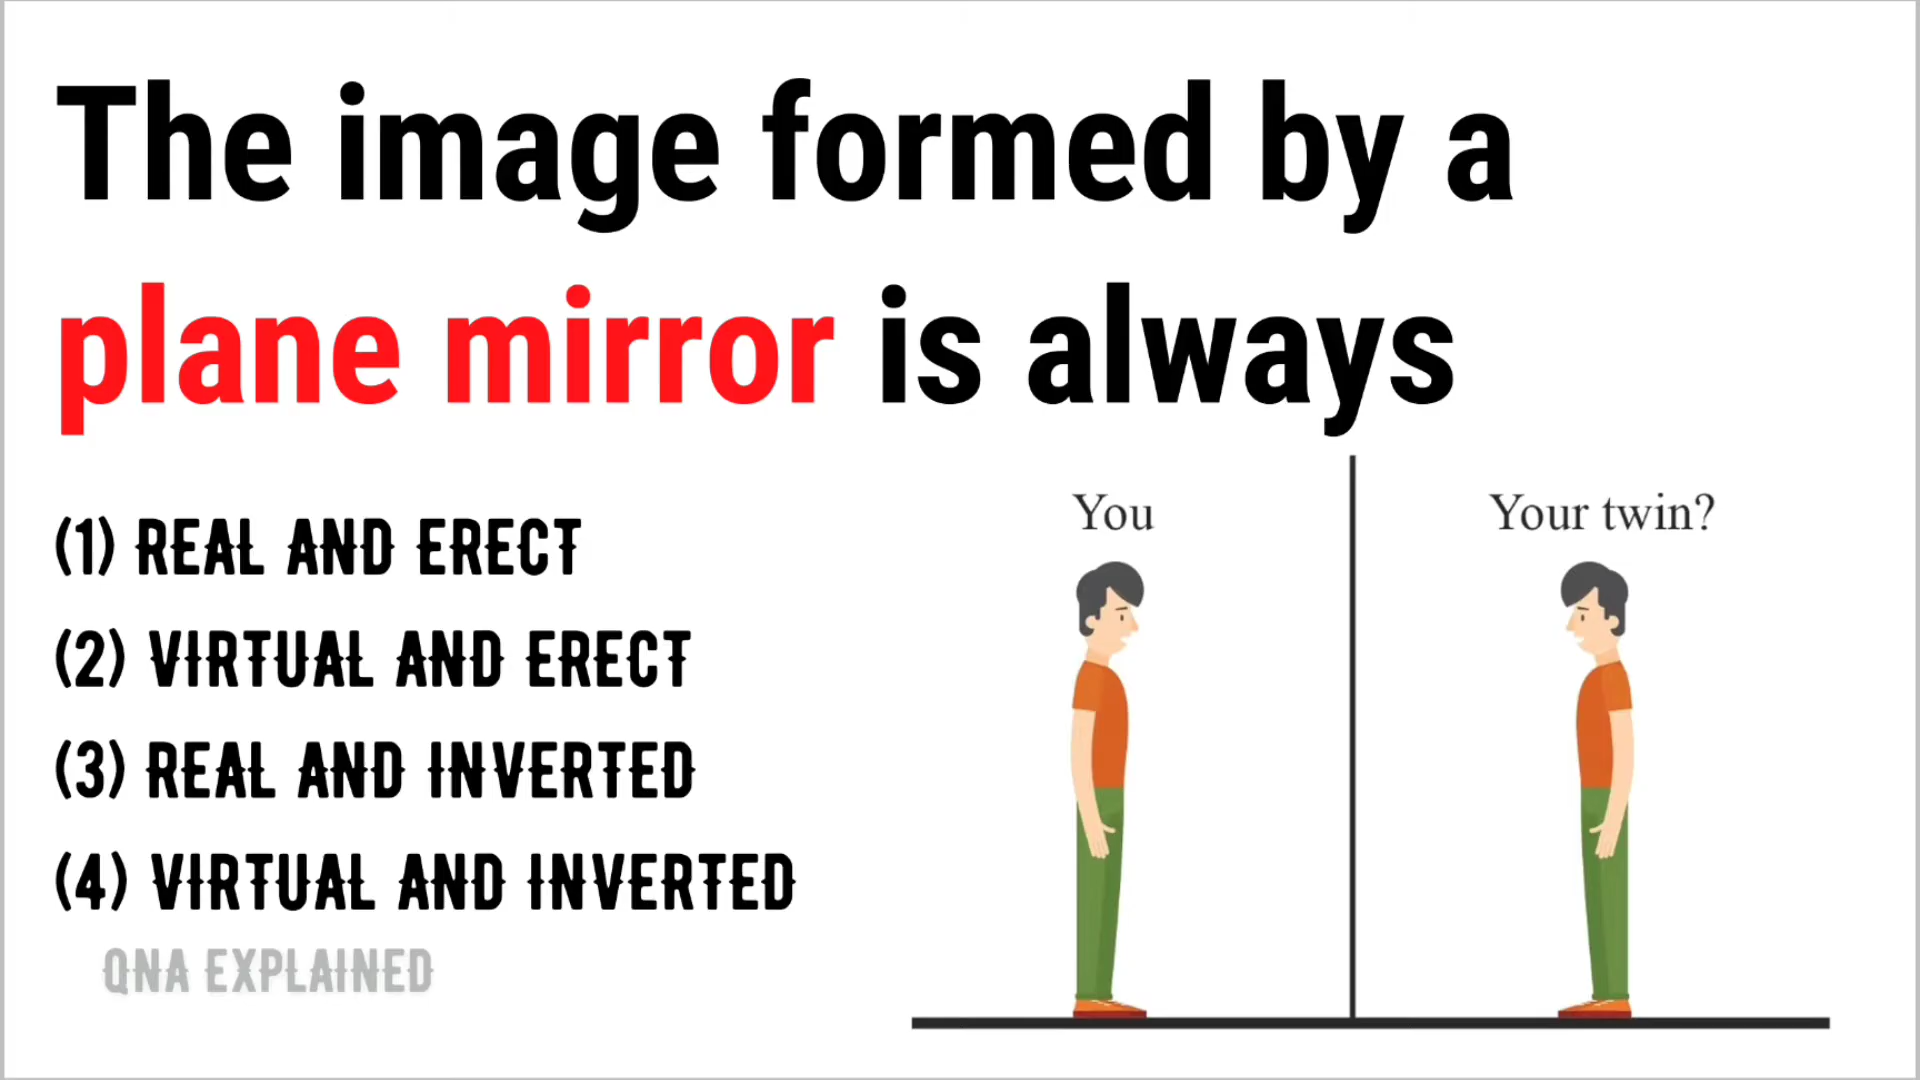 The image formed by a
plane mirror is always
(1) REAL AND ERECT
(2) VIRTUAL AND ERECT
(3) REAL AND INVERTED
(4) VIRTUAL AND INVERTED
QNA EXPLAINED
You
Your twin?